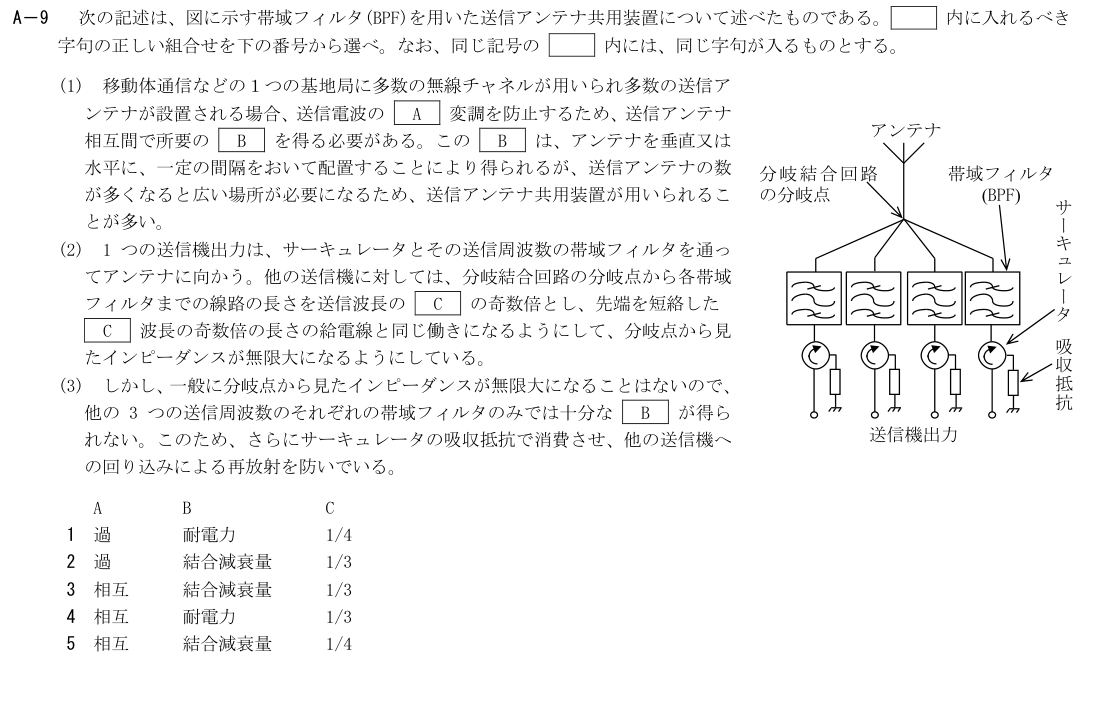 A－9 次の記述は、図に示す帯域フィルタ(BPF)を用いた送信アンテナ共用装置について述べたものである。 内に入れるべき
字句の正しい組合せを下の番号から選べ。なお、同じ記号の 内には、同じ字句が入るものとする。
(1) 移動体通信などの１つの基地局に多数の無線チャネルが用いられ多数の送信ア
ンテナが設置される場合、送信電波の A 変調を防止するため、送信アンテナ
相互間で所要の B を得る必要がある。この B は、アンテナを垂直又は
水平に、一定の間隔をおいて配置することにより得られるが、送信アンテナの数
が多くなると広い場所が必要になるため、送信アンテナ共用装置が用いられるこ
とが多い。
(2) 1 つの送信機出力は、サーキュレータとその送信周波数の帯域フィルタを通っ
てアンテナに向かう。他の送信機に対しては、分岐結合回路の分岐点から各帯域
フィルタまでの線路の長さを送信波長の C の奇数倍とし、先端を短絡した
C 波長の奇数倍の長さの給電線と同じ働きになるようにして、分岐点から見
たインピーダンスが無限大になるようにしている。
(3) しかし、一般に分岐点から見たインピーダンスが無限大になることはないので、
他の 3 つの送信周波数のそれぞれの帯域フィルタのみでは十分な B が得ら
れない。このため、さらにサーキュレータの吸収抵抗で消費させ、他の送信機へ
の回り込みによる再放射を防いでいる。
アンテナ
分岐結合回路
の分岐点
帯域フィルタ
(BPF)
サーキュレータ
吸収抵抗
送信機出力
A B C
1 過 耐電力 1/4
2 過 結合減衰量 1/3
3 相互 結合減衰量 1/3
4 相互 耐電力 1/3
5 相互 結合減衰量 1/4